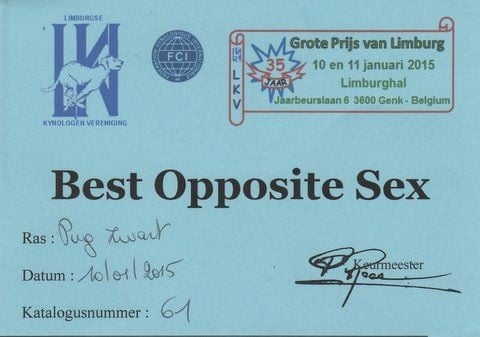 LIMBURGSE
KYNOLOGEN VERENIGING
FCI
LKV
35
JAAR
Grote Prijs van Limburg
10 en 11 januari 2015
Limburghal
Jaarbeurslaan 6 3600 Genk - Belgium
Best Opposite Sex
Ras : Pug zwart
Datum : 10/01/2015
Keurmeester
Katalogusnummer : 61